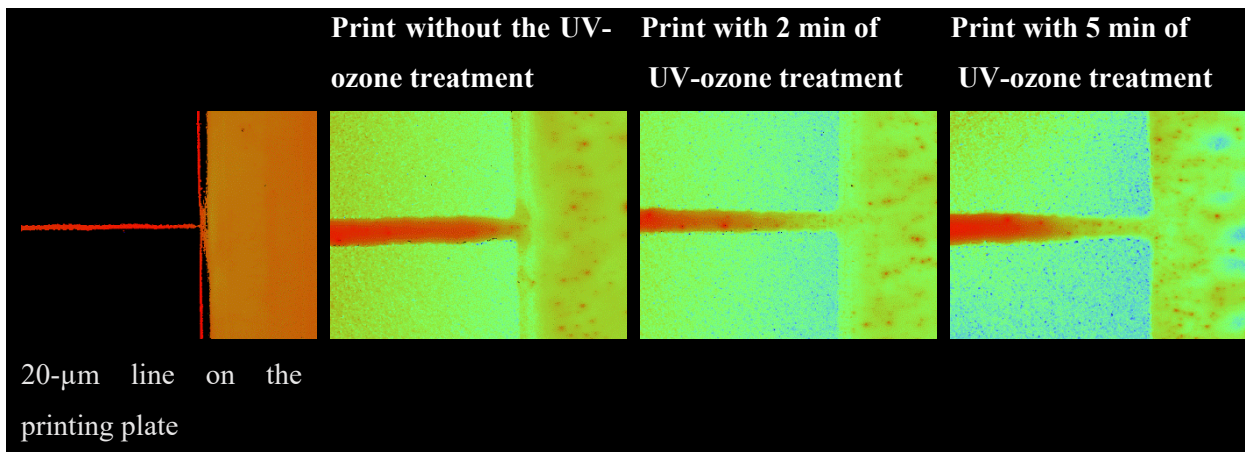 Print without the UV-
ozone treatment
Print with 2 min of
UV-ozone treatment
Print with 5 min of
UV-ozone treatment
20-µm line on the
printing plate